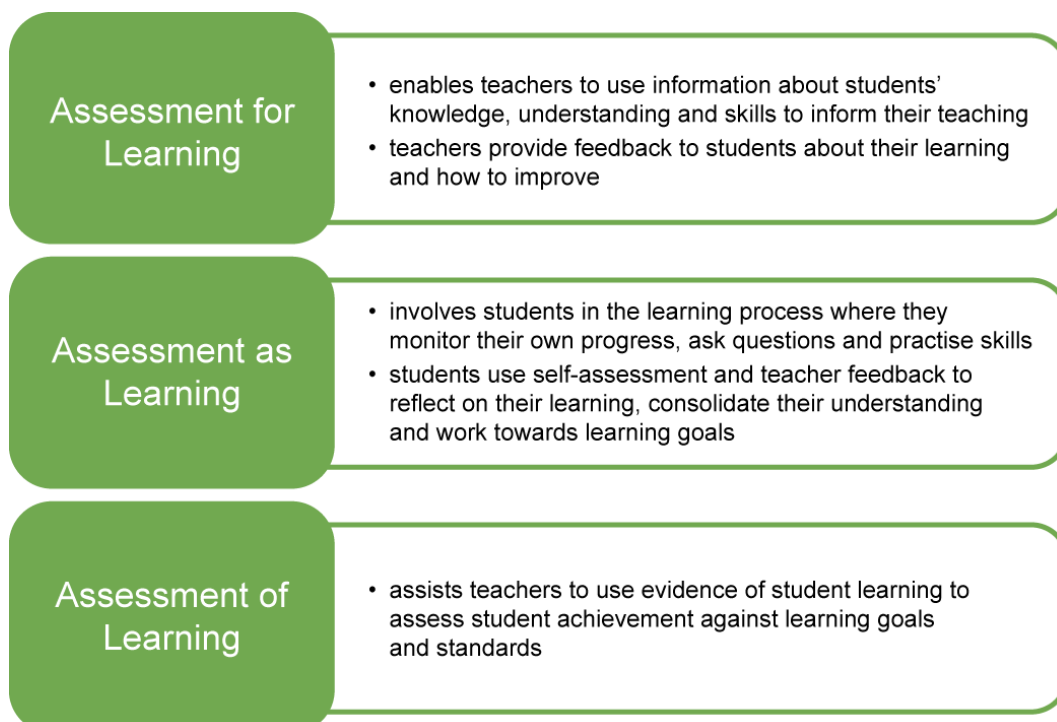 Assessment for
Learning
• enables teachers to use information about students’
knowledge, understanding and skills to inform their teaching
• teachers provide feedback to students about their learning
and how to improve
Assessment as
Learning
• involves students in the learning process where they
monitor their own progress, ask questions and practise skills
• students use self-assessment and teacher feedback to
reflect on their learning, consolidate their understanding
and work towards learning goals
Assessment of
Learning
• assists teachers to use evidence of student learning to
assess student achievement against learning goals
and standards